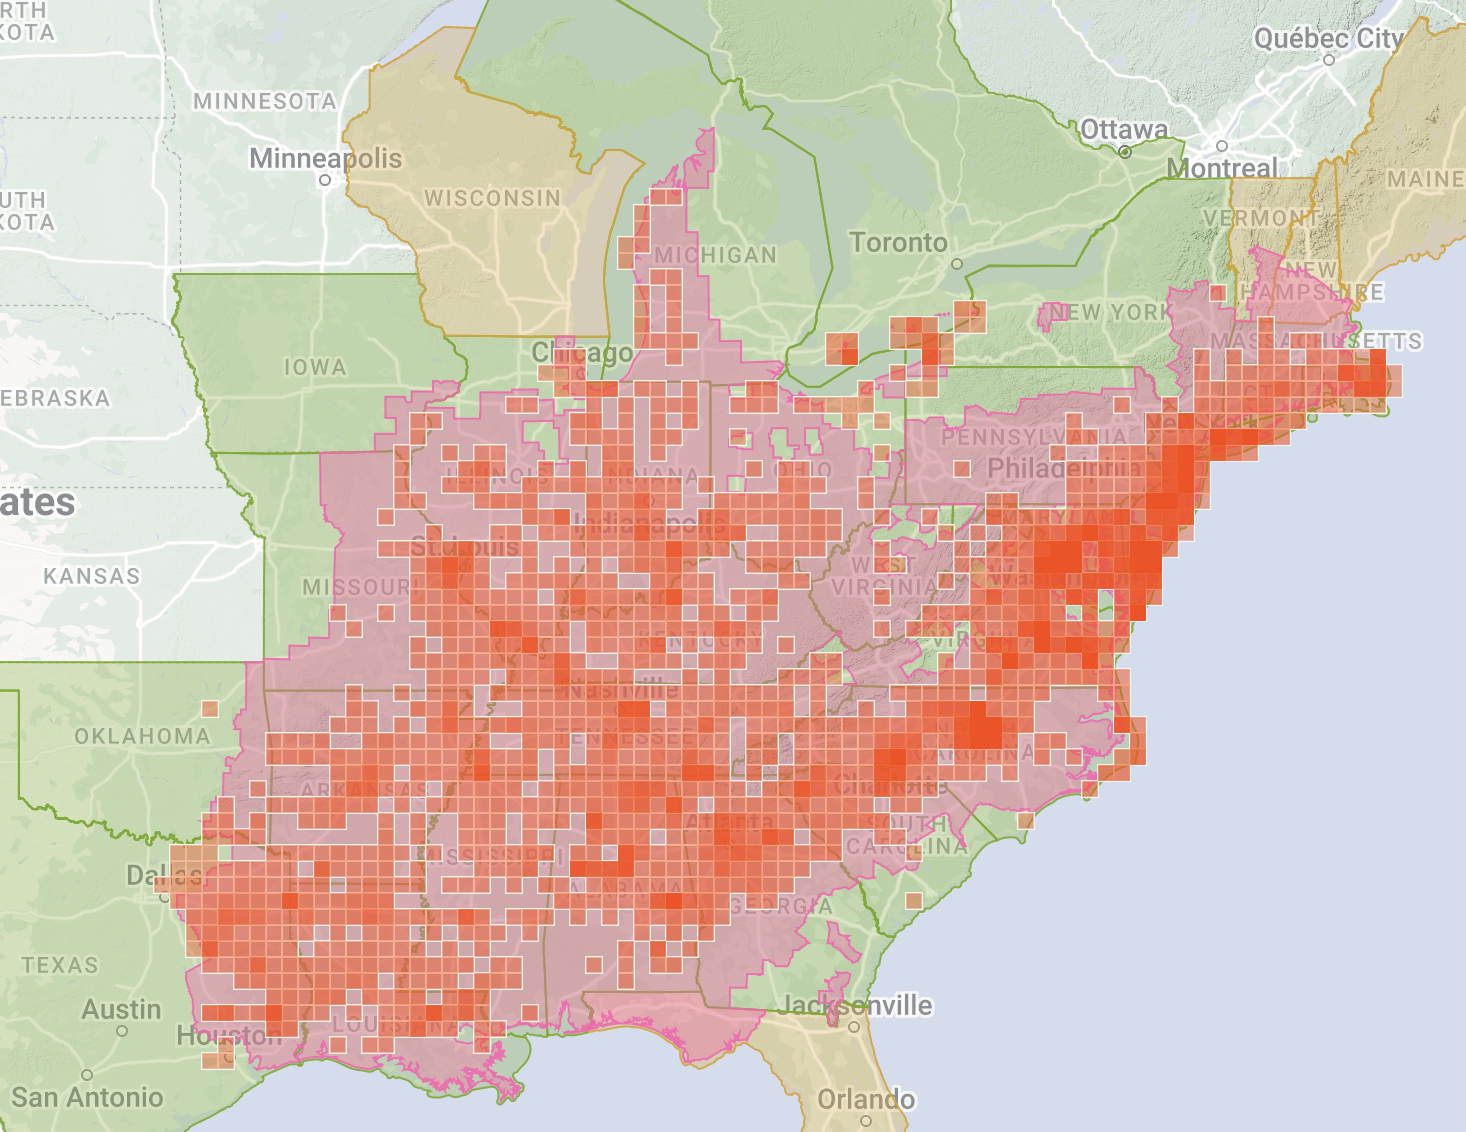 RTH
KOTA
Québec City
MINNESOTA
Ottawa
Minneapolis
Montreal
MAINE
UTH
KOTA
WISCONSIN
VERMONT
Toronto
MICHIGAN
NEW
HAMPSHIRE
NEW YORK
MASSACHUSETTS
Chicago
IOWA
EBRASKA
PENNSYLVANIA
Philadelphia
ILLINOIS
INDIANA
OHIO
ates
Indianapolis
MARYLAND
St. Louis
KANSAS
MISSOURI
WEST
VIRGINIA
KENTUCKY
VIRGINIA
Nashville
OKLAHOMA
TENNESSEE
CAROLINA
ARKANSAS
Charlotte
Atlanta
SOUTH
CAROLINA
MISSISSIPPI
Dallas
ALABAMA
GEORGIA
TEXAS
Austin
Jacksonville
LOUISIANA
Houston
San Antonio
Orlando